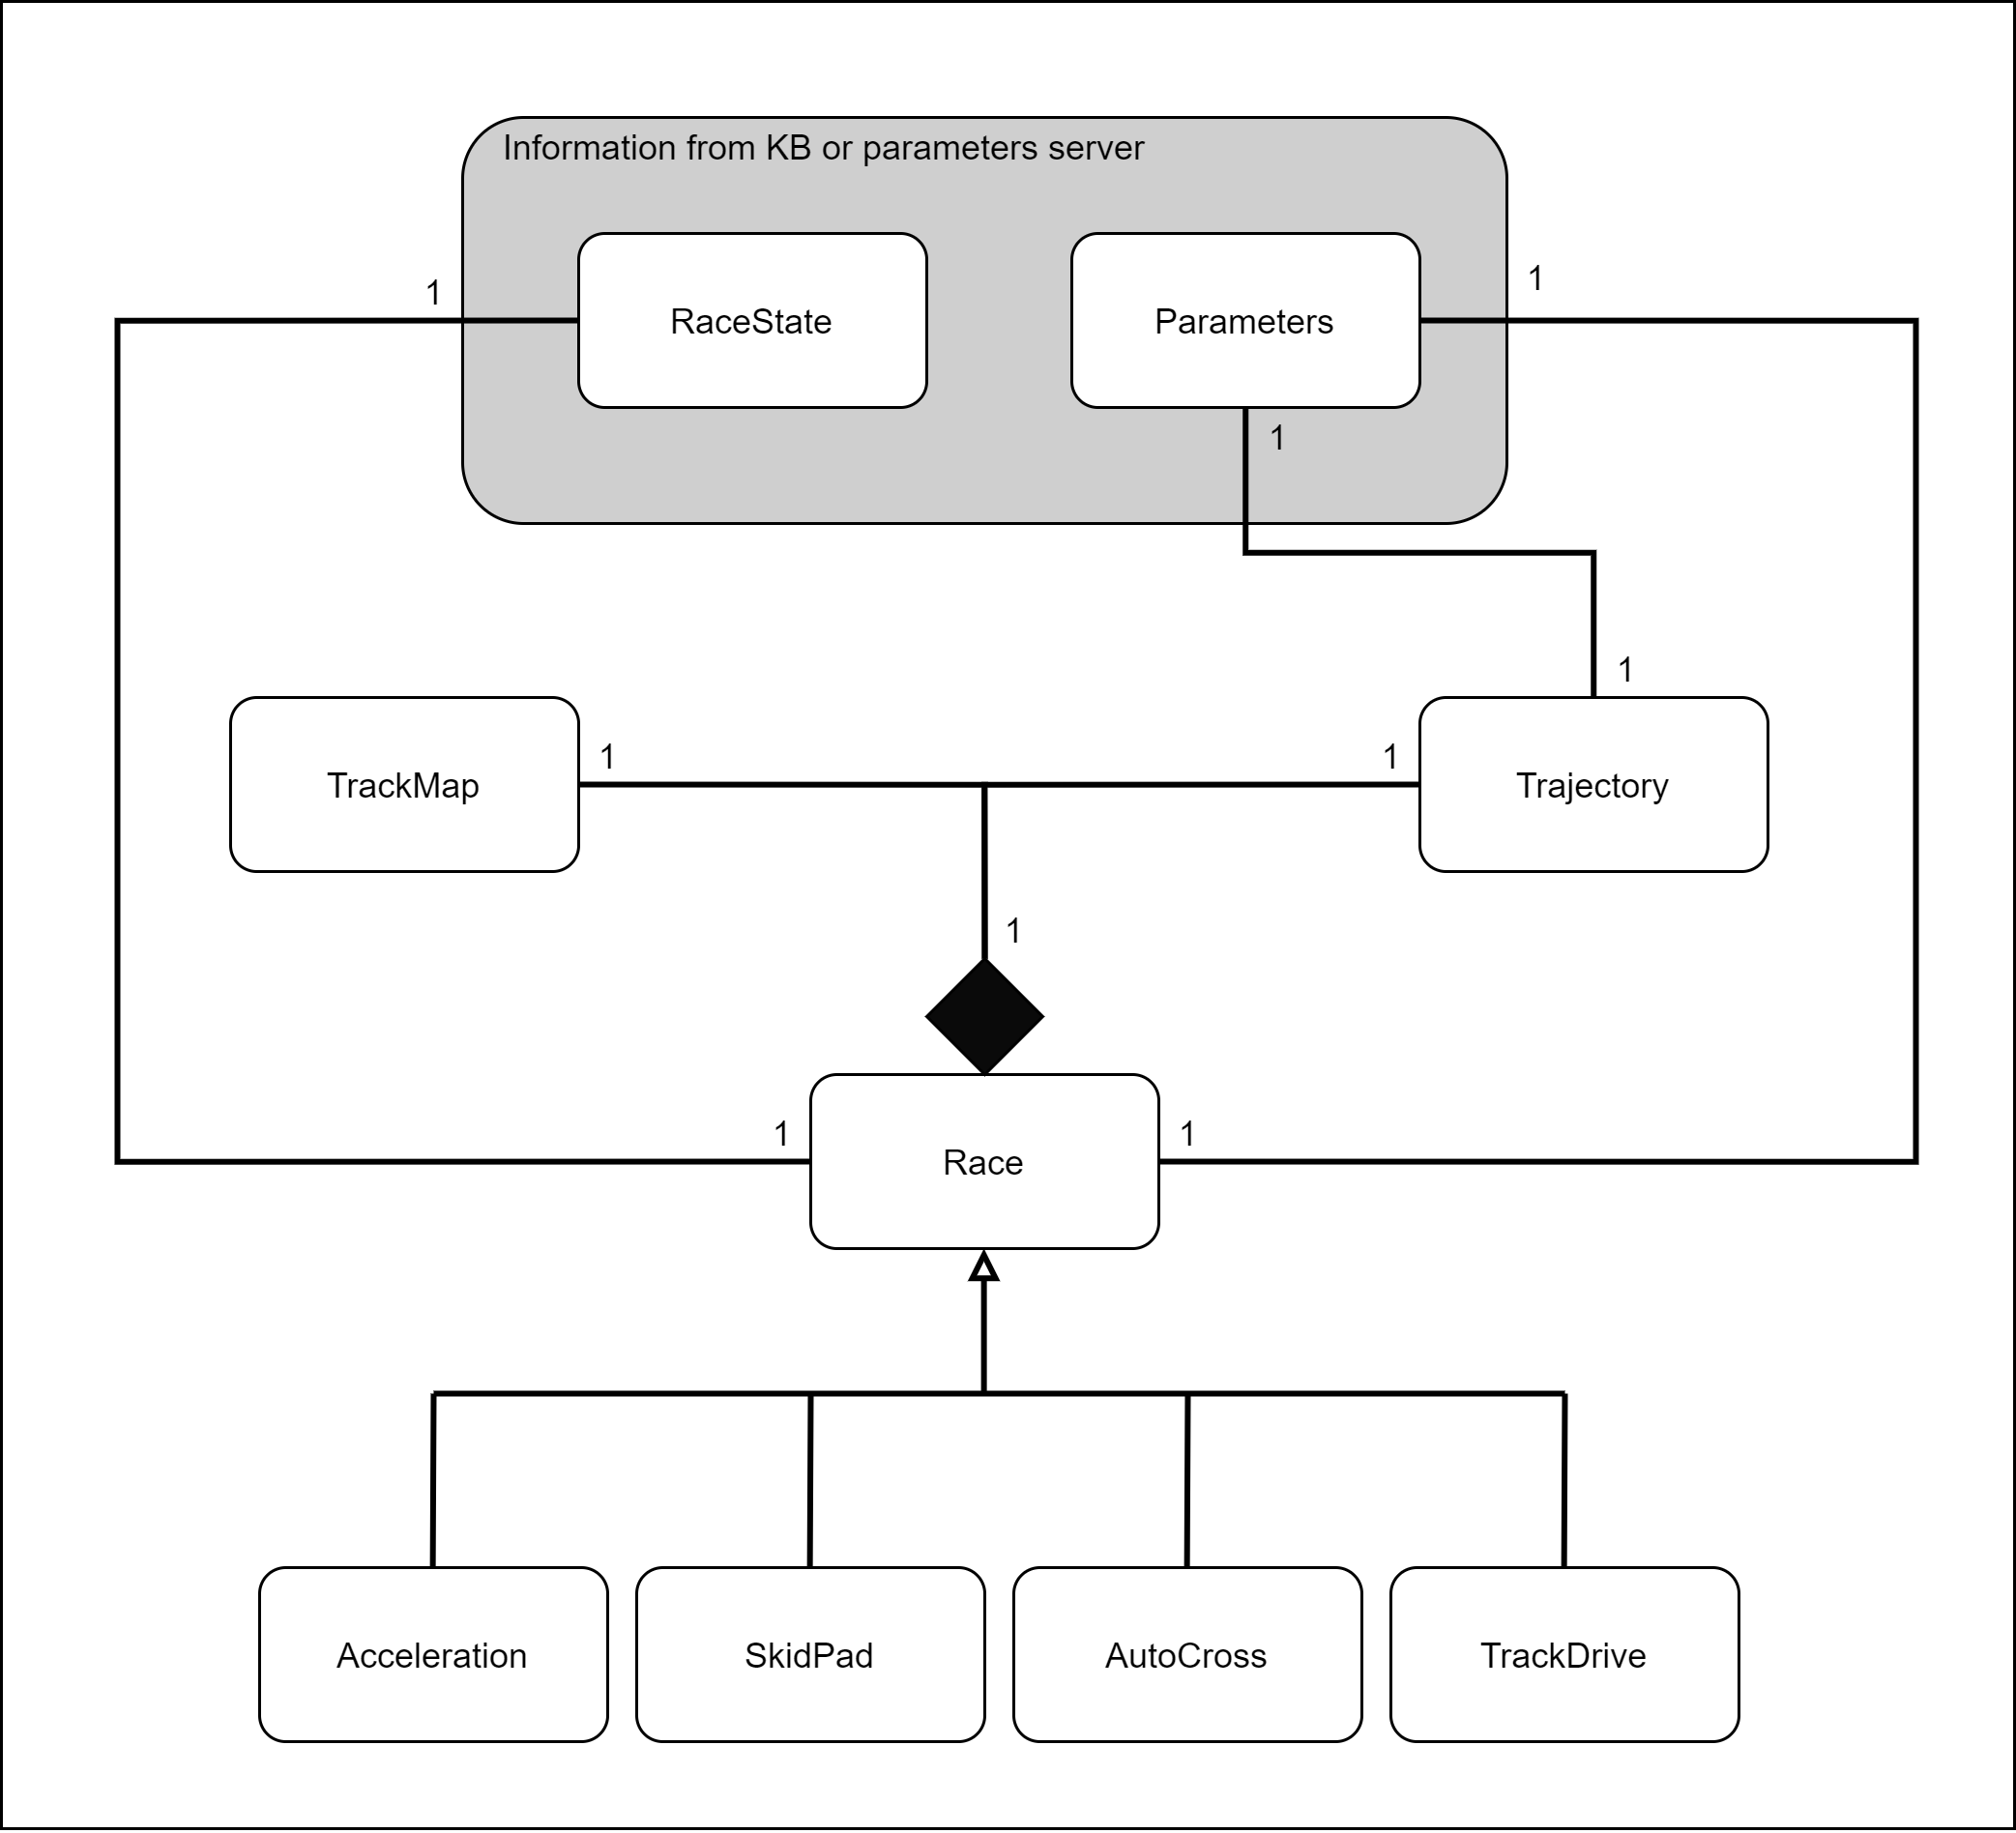 Information from KB or parameters server
1
1
RaceState
Parameters
1
1
TrackMap
1
1
Trajectory
1
1
1
Race
Acceleration
SkidPad
AutoCross
TrackDrive